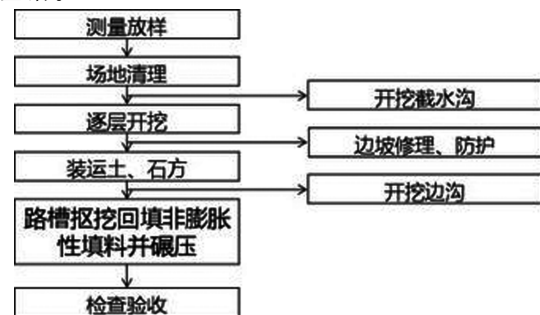 测量放样
场地清理
开挖截水沟
逐层开挖
边坡修理、防护
装运土、石方
开挖边沟
路槽抠挖回填非膨胀
性填料并碾压
检查验收